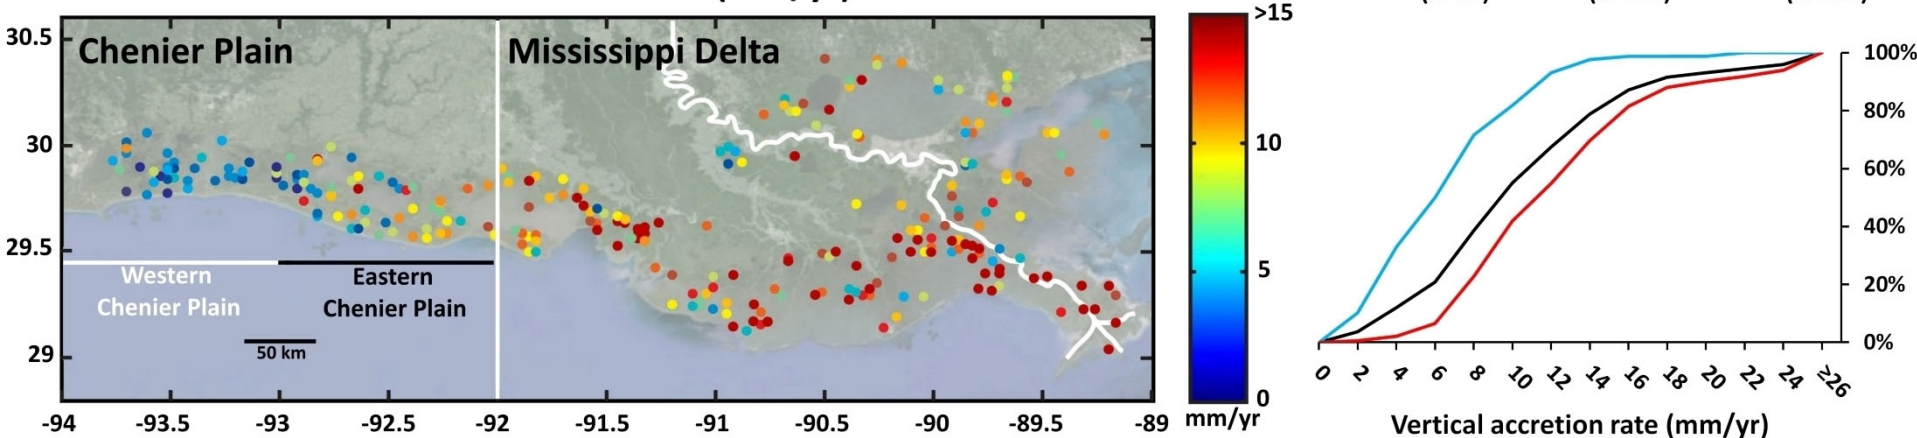 Chenier Plain
Mississippi Delta
30.5
30
29.5
29
Western
Chenier Plain
Eastern
Chenier Plain
50 km
-94 -93.5 -93 -92.5 -92 -91.5 -91 -90.5 -90 -89.5 -89
>15
10
5
0
mm/yr
100%
80%
60%
40%
20%
0%
0 2 4 6 8 10 12 14 16 18 20 22 24 ≥26
Vertical accretion rate (mm/yr)